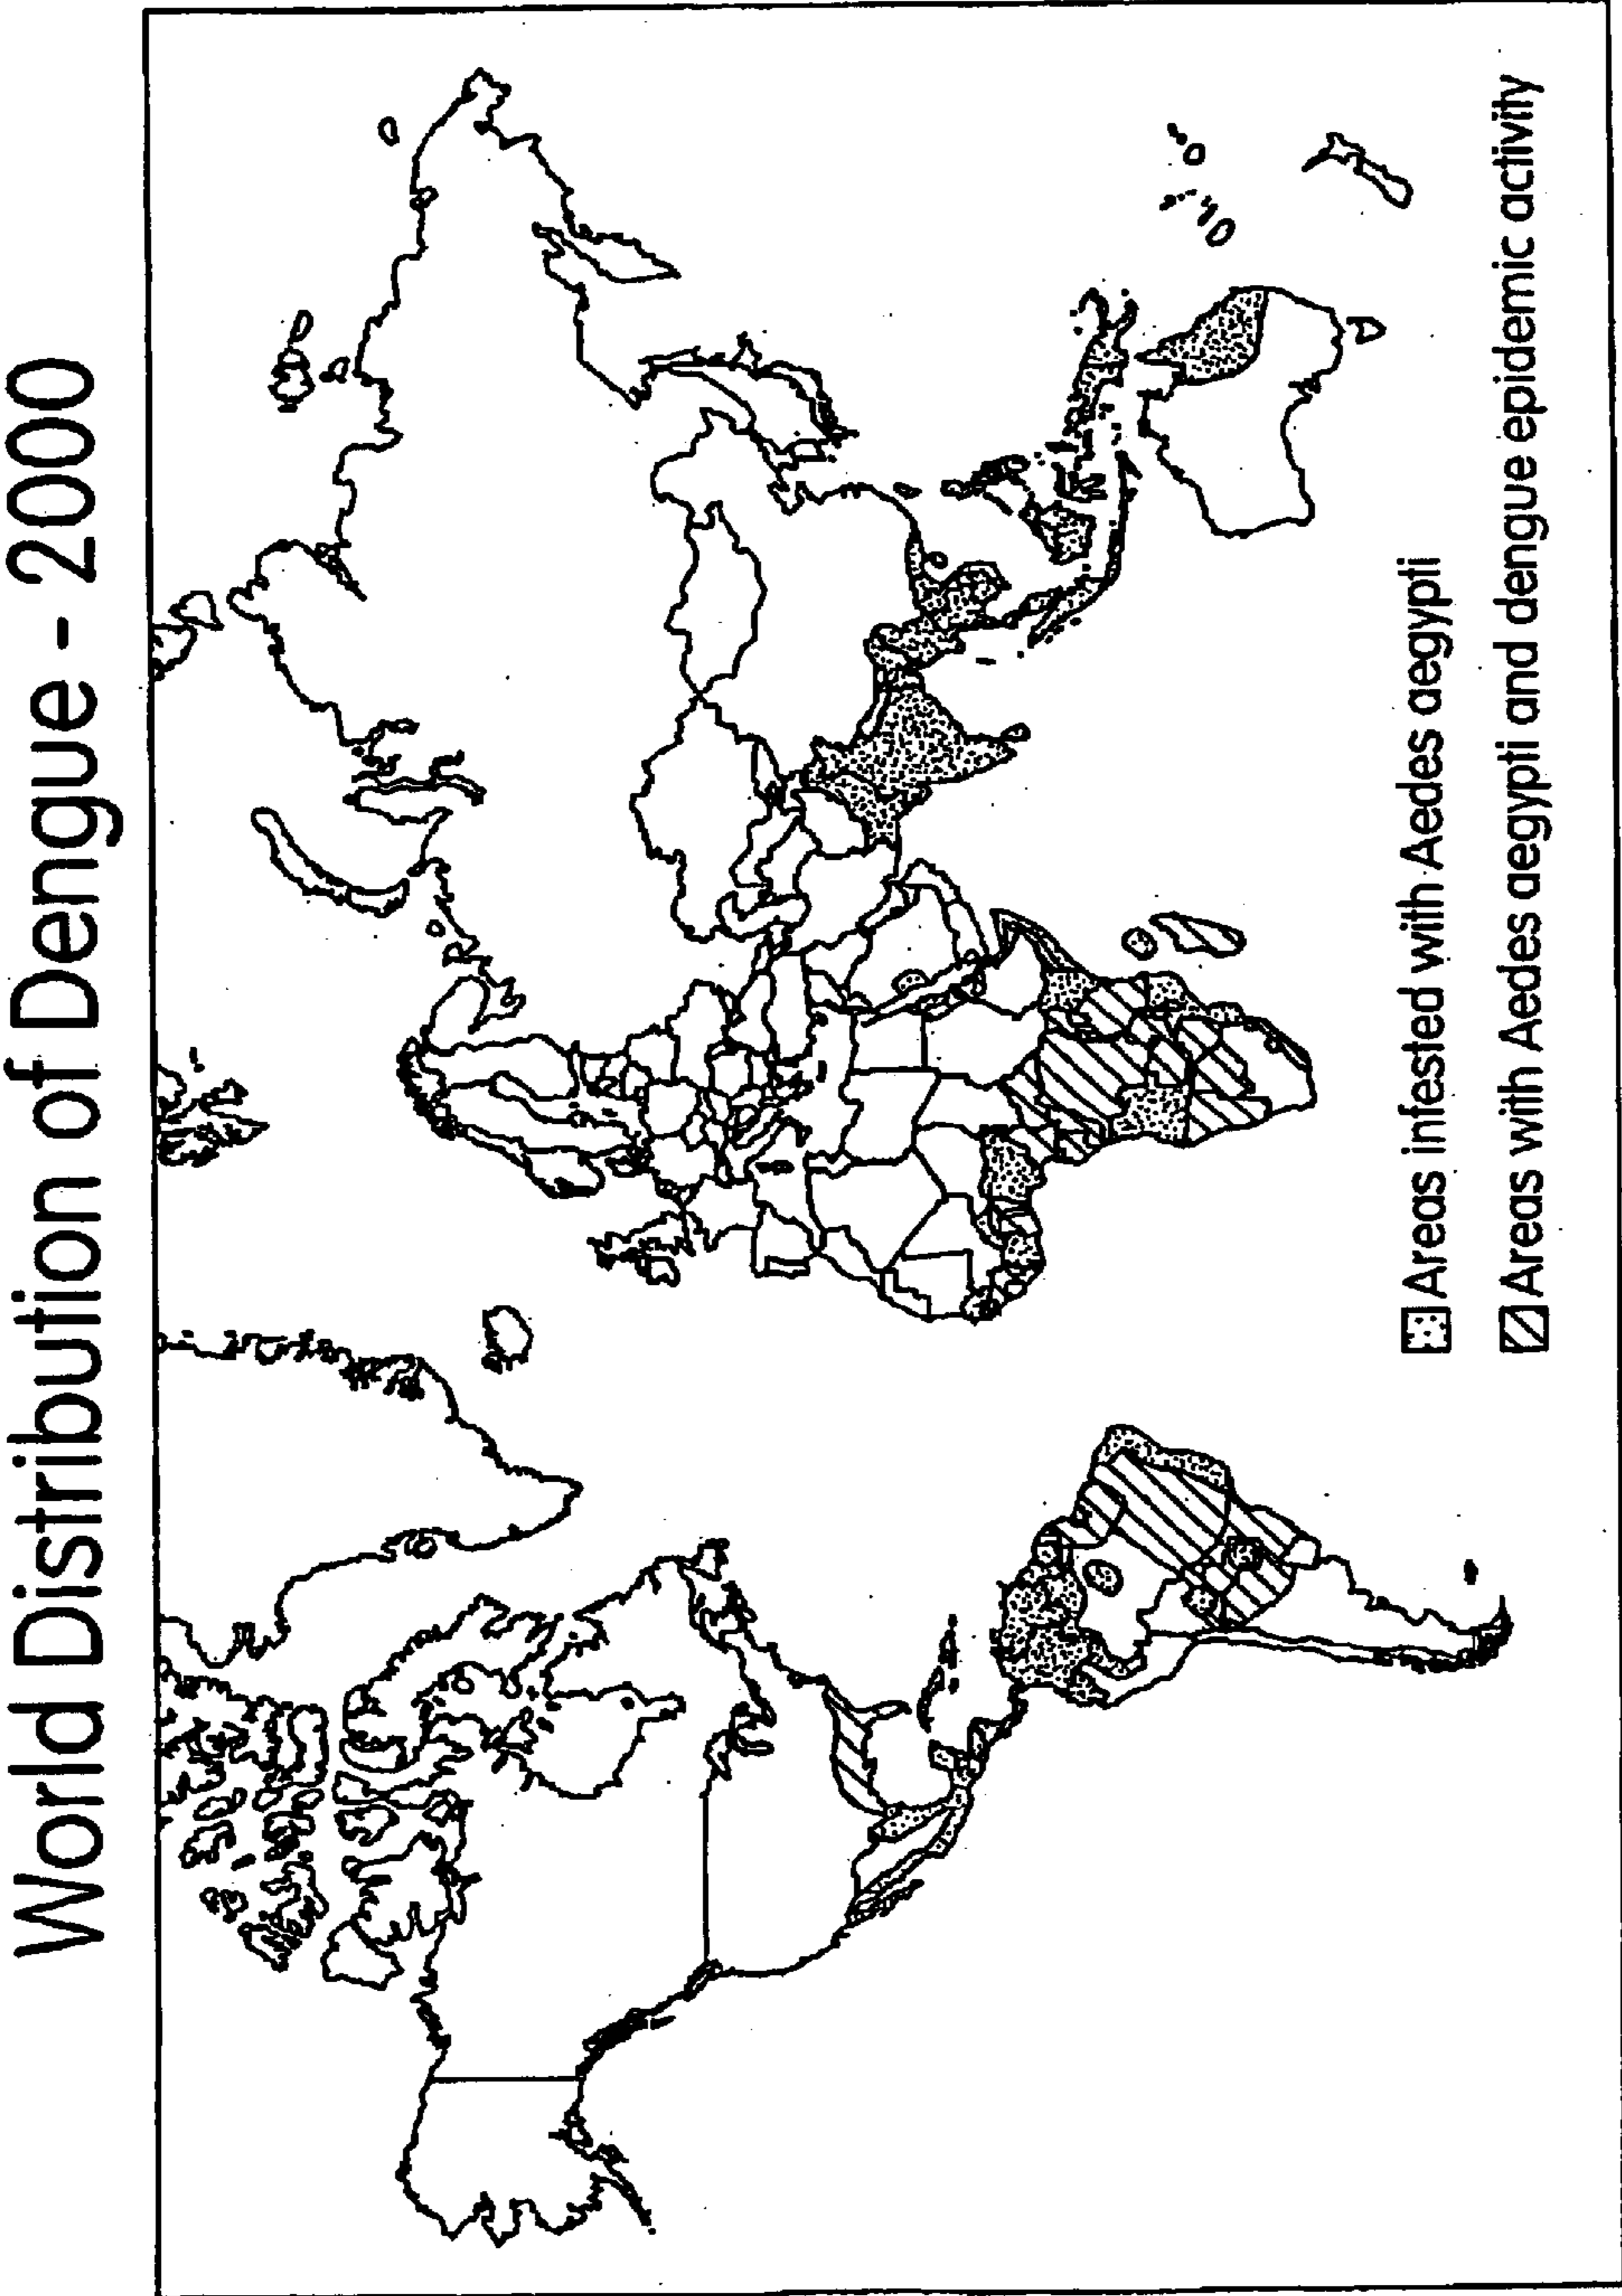 World Distribution of Dengue - 2000
Areas infested with Aedes aegypti
Areas with Aedes aegypti and dengue epidemic activity